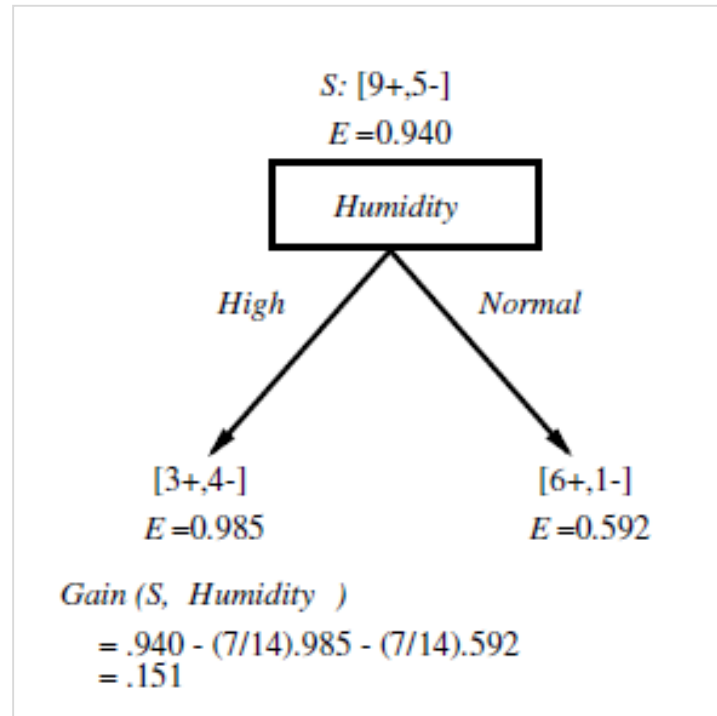 S: [9+,5-]
E =0.940
Humidity
High
Normal
[3+,4-]
[6+,1-]
E =0.985
E =0.592
Gain (S, Humidity )
= .940 - (7/14).985 - (7/14).592
= .151